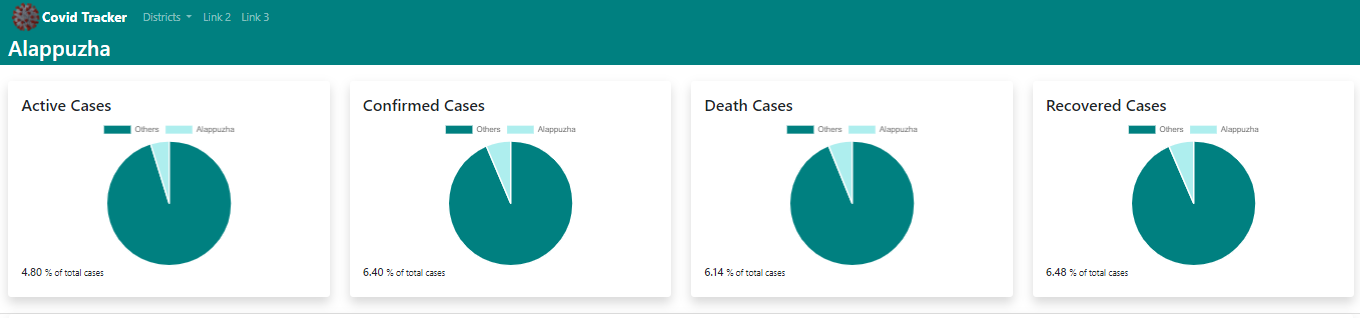 Covid Tracker Districts Link 2 Link 3
Alappuzha
Active Cases
Others Alappuzha
4.80 % of total cases
Confirmed Cases
Others Alappuzha
6.40 % of total cases
Death Cases
Others Alappuzha
6.14 % of total cases
Recovered Cases
Others Alappuzha
6.48 % of total cases